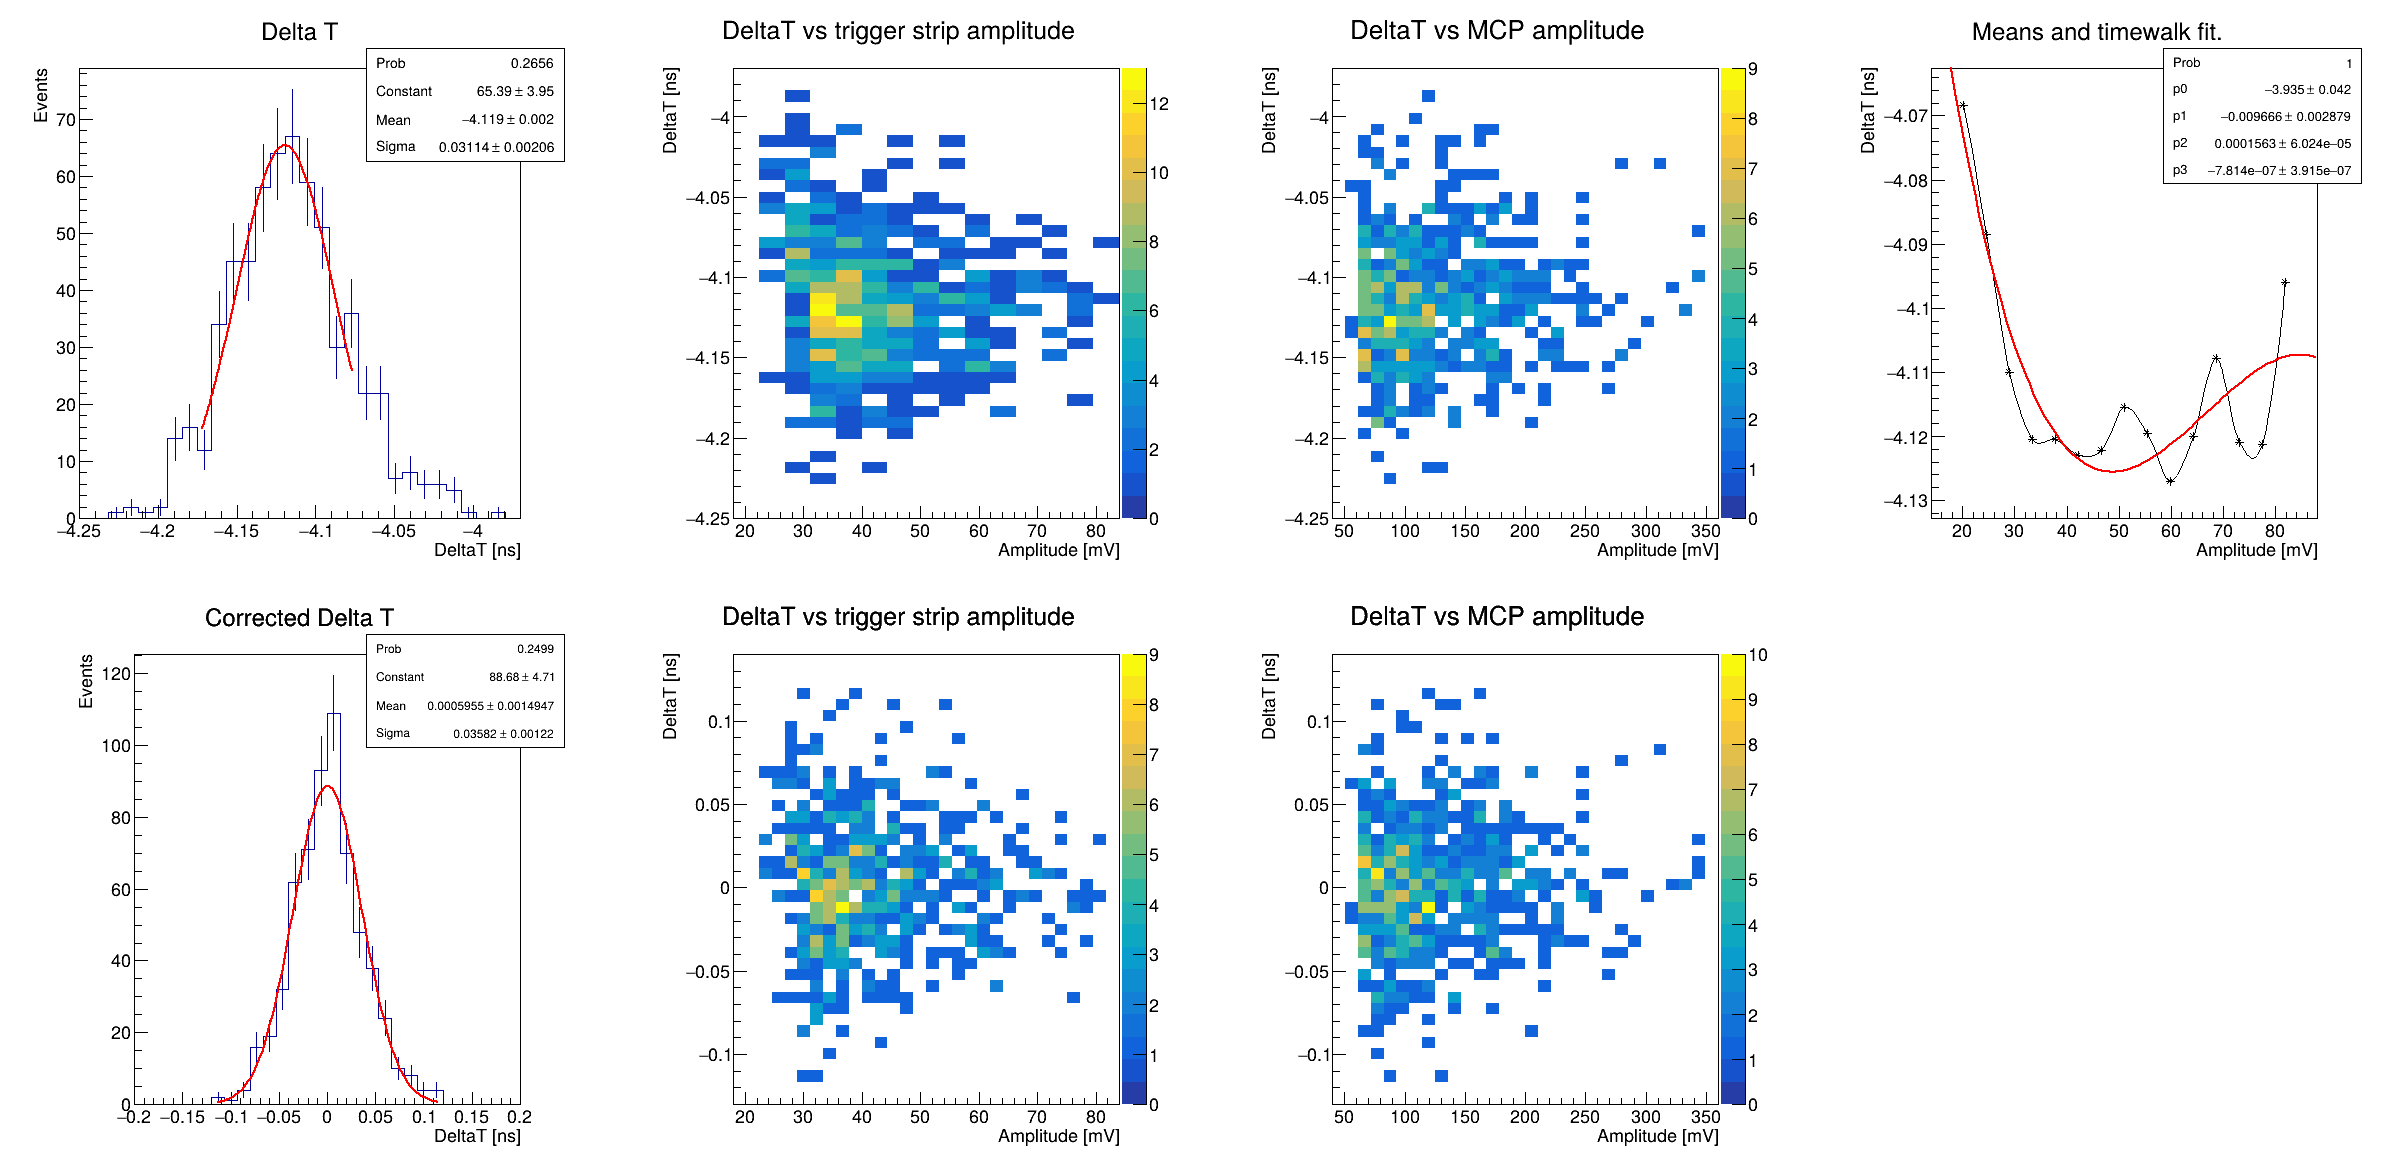 Delta T
Events
Prob 0.2656
Constant 65.39 ± 3.95
Mean −4.119 ± 0.002
Sigma 0.03114 ± 0.00206
70
60
50
40
30
20
10
0
−4.25 −4.2 −4.15 −4.1 −4.05 −4
DeltaT [ns]
DeltaT vs trigger strip amplitude
DeltaT [ns]
−4
−4.05
−4.1
−4.15
−4.2
−4.25
20 30 40 50 60 70 80
Amplitude [mV]
12
10
8
6
4
2
0
DeltaT vs MCP amplitude
DeltaT [ns]
−4
−4.05
−4.1
−4.15
−4.2
−4.25
50 100 150 200 250 300 350
Amplitude [mV]
9
8
7
6
5
4
3
2
1
0
Means and timewalk fit.
DeltaT [ns]
Prob 1
p0 −3.935 ± 0.042
p1 −0.009666 ± 0.002879
p2 0.0001563 ± 6.024e−05
p3 −7.814e−07 ± 3.915e−07
−4.07
−4.08
−4.09
−4.1
−4.11
−4.12
−4.13
20 30 40 50 60 70 80
Amplitude [mV]
Corrected Delta T
Events
Prob 0.2499
Constant 88.68 ± 4.71
Mean 0.0005955 ± 0.0014947
Sigma 0.03582 ± 0.00122
120
100
80
60
40
20
0
−0.2 −0.15 −0.1 −0.05 0 0.05 0.1 0.15 0.2
DeltaT [ns]
DeltaT vs trigger strip amplitude
DeltaT [ns]
0.1
0.05
0
−0.05
−0.1
20 30 40 50 60 70 80
Amplitude [mV]
9
8
7
6
5
4
3
2
1
0
DeltaT vs MCP amplitude
DeltaT [ns]
0.1
0.05
0
−0.05
−0.1
50 100 150 200 250 300 350
Amplitude [mV]
10
9
8
7
6
5
4
3
2
1
0